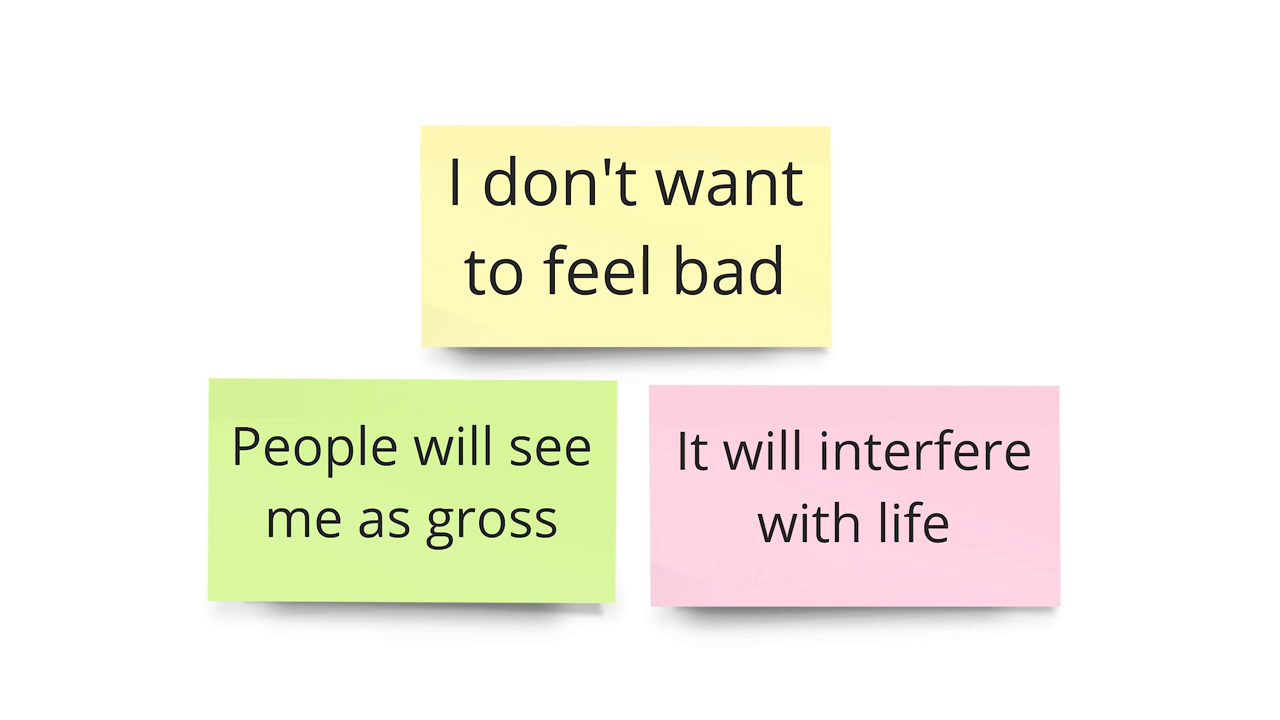 I don't want
to feel bad
People will see
me as gross
It will interfere
with life